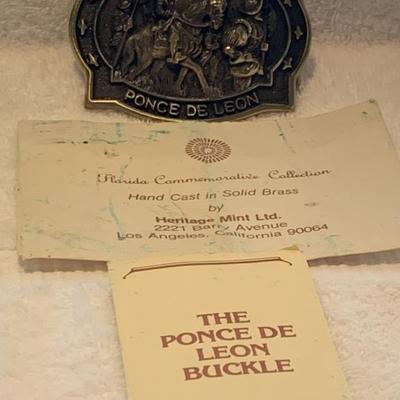 PONCE DE LEON
Florida Commemorative Collection
Hand Cast in Solid Brass
by
Heritage Mint Ltd.
2221 Barry Avenue
Los Angeles, California 90064
THE
PONCE DE
LEON
BUCKLE